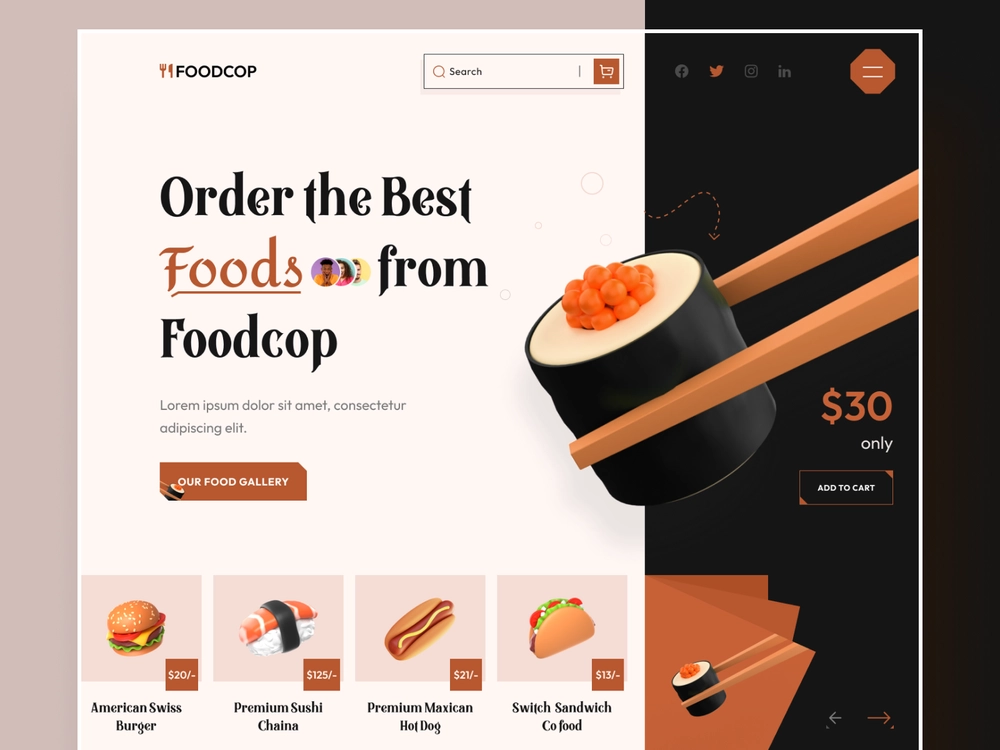 FOODCOP
Search
Order the Best
Foods from
Foodcop
Lorem ipsum dolor sit amet, consectetur
adipiscing elit.
OUR FOOD GALLERY
$30
only
ADD TO CART
$20/-
$125/-
$21/-
$13/-
American Swiss
Burger
Premium Sushi
Chaina
Premium Maxican
Hot Dog
Switch Sandwich
Co food